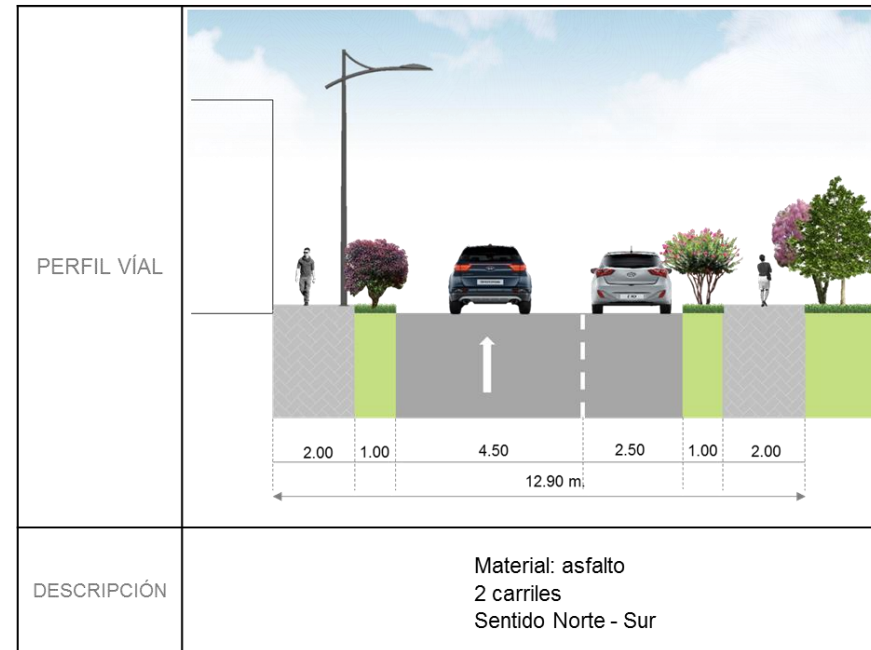 PERFIL VÍAL
2.00 1.00 4.50 2.50 1.00 2.00
12.90 m.
DESCRIPCIÓN
Material: asfalto
2 carriles
Sentido Norte - Sur